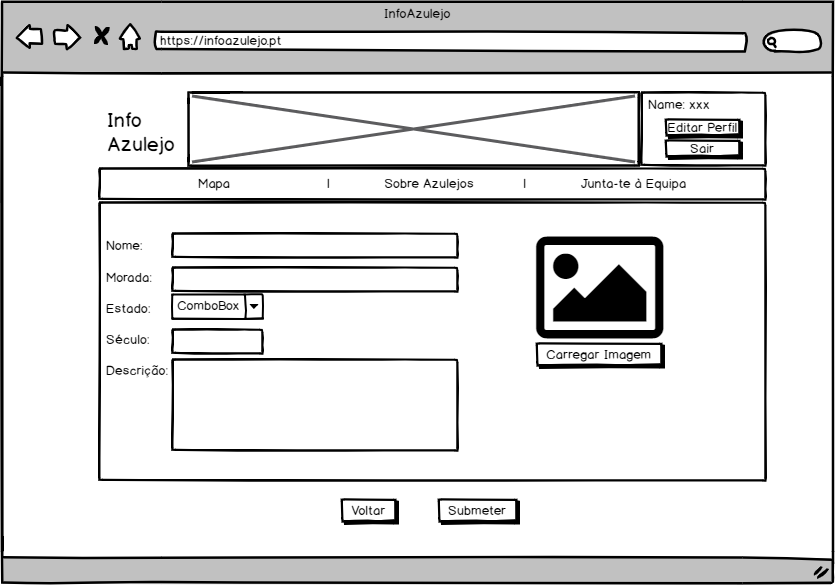 InfoAzulejo
https://infoazulejo.pt
Info
Azulejo
Name: xxx
Editar Perfil
Sair
Mapa | Sobre Azulejos | Junta-te à Equipa
Nome:
Morada:
Estado: ComboBox
Século:
Descrição:
Carregar Imagem
Voltar Submeter